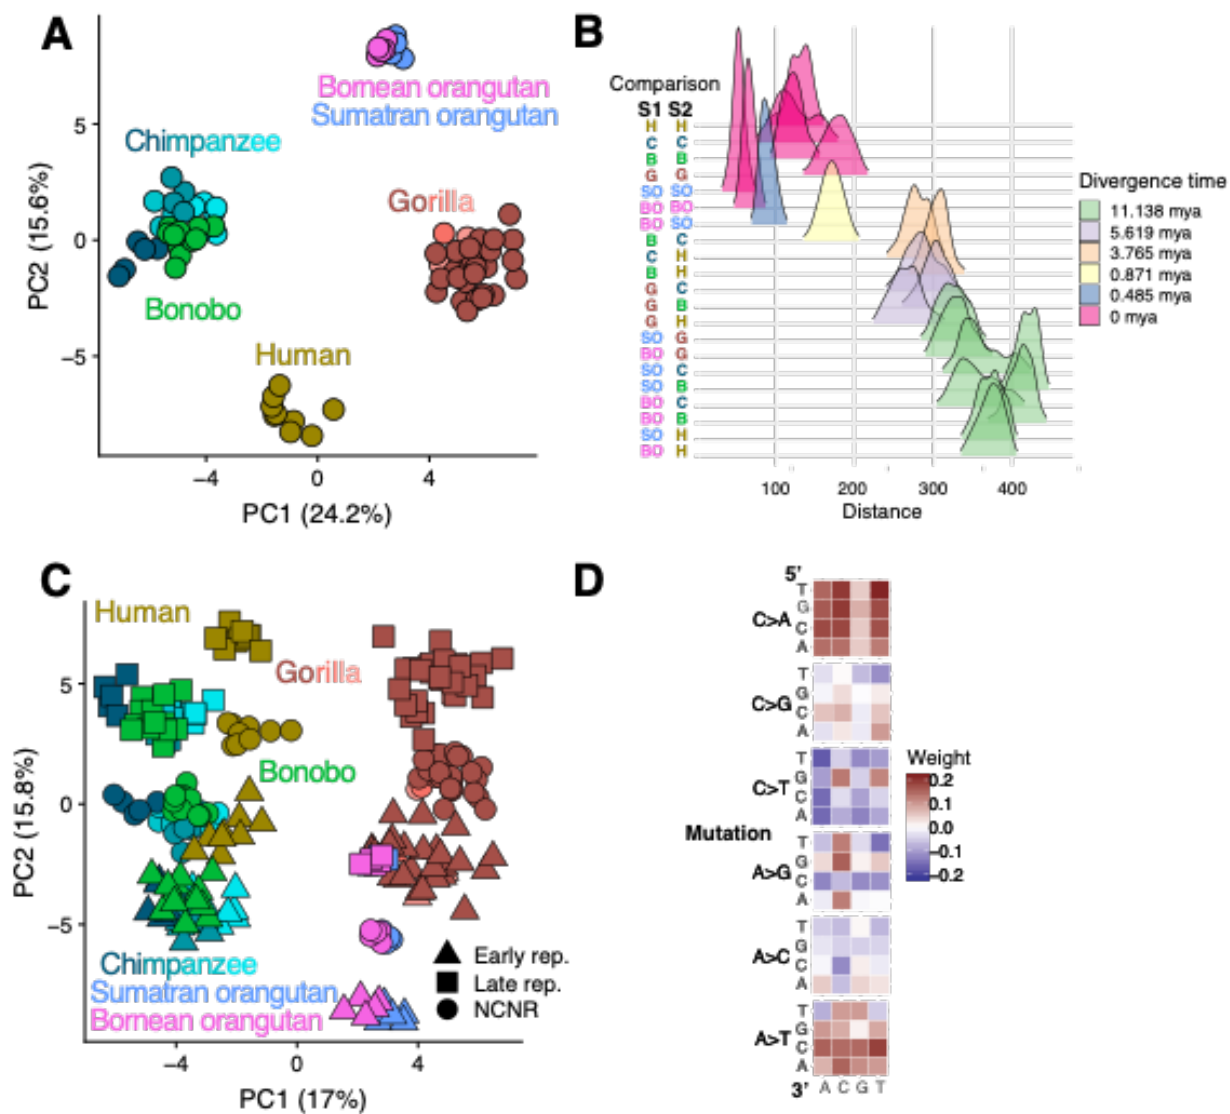 A
Bornean orangutan
Sumatran orangutan
Chimpanzee
Gorilla
Bonobo
Human
5
0
−5
−4 0 4
PC2 (15.6%)
PC1 (24.2%)
B
Comparison
S1 S2
H H
C C
B B
G G
SO SO
BO BO
BO SO
B C
C H
B H
G C
G B
G H
SO G
BO G
SO C
SO B
BO C
BO B
SO H
BO H
100 200 300 400
Distance
Divergence time
11.138 mya
5.619 mya
3.765 mya
0.871 mya
0.485 mya
0 mya
C
Human
Gorilla
Bonobo
Chimpanzee
Sumatran orangutan
Bornean orangutan
Early rep.
Late rep.
NCNR
5
0
−5
−4 0 4
PC2 (15.8%)
PC1 (17%)
D
5'
C>A
T
G
C
A
C>G
T
G
C
A
C>T
T
G
C
A
Mutation
A>G
T
G
C
A
A>C
T
G
C
A
A>T
T
G
C
A
3' A C G T
Weight
0.2
0.1
0.0
−0.1
−0.2